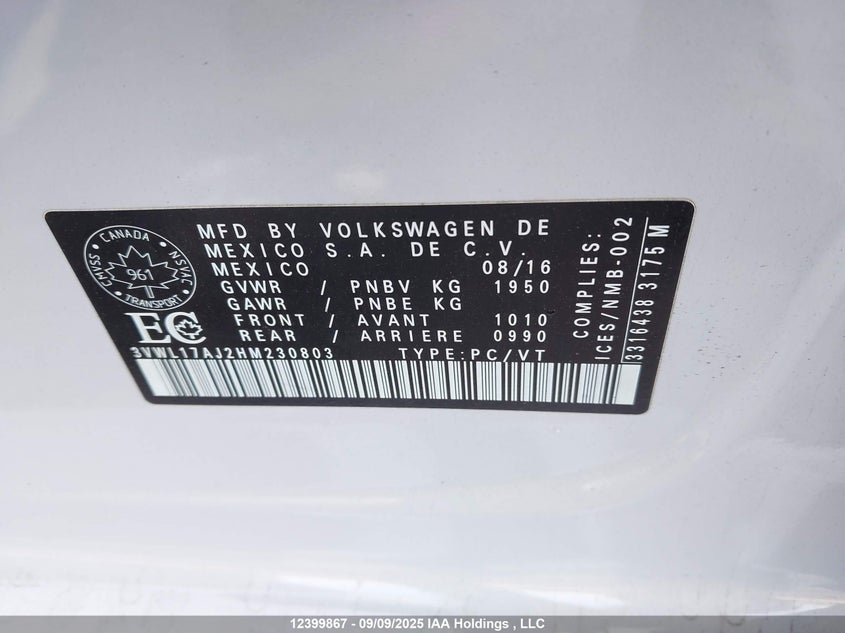 CANADA
CMVSS NSVAC
961
TRANSPORT
EC
MFD BY VOLKSWAGEN DE
MEXICO S.A. DE C.V.
MEXICO 08/16
GVWR / PNBV KG 1950
GAWR / PNBE KG
FRONT / AVANT 1010
REAR / ARRIERE 0990
3VWL17AJ2HM230803 TYPE:PC/VT
COMPLIES:
ICES/NMB-002
3316438 3175 M
12399867 - 09/09/2025 IAA Holdings , LLC